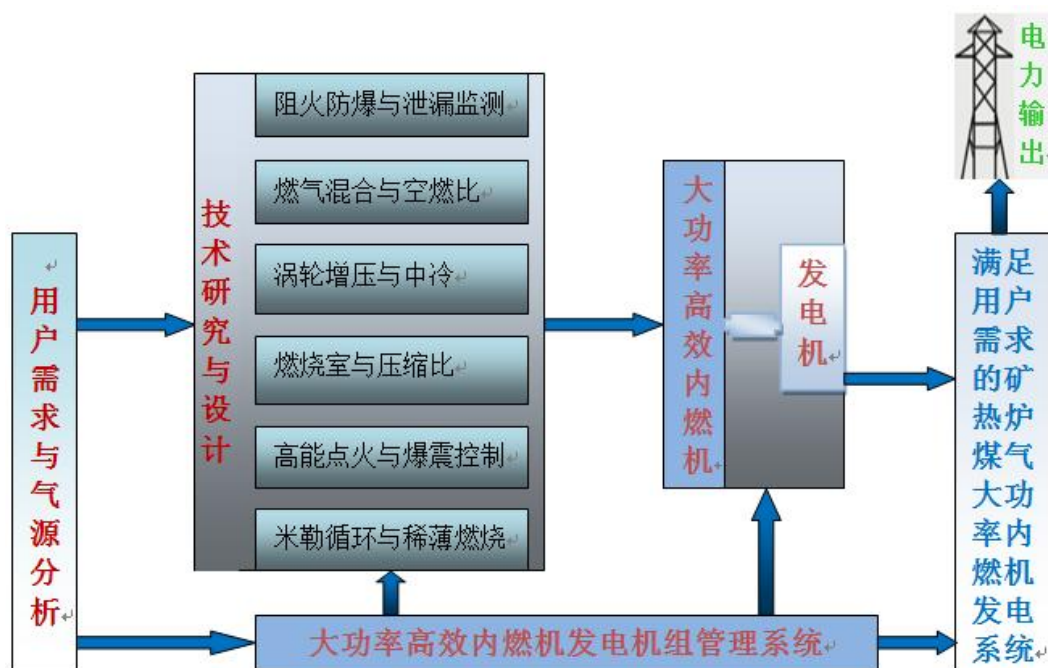 用户需求与气源分析
技术研究与设计
阻火防爆与泄漏监测
燃气混合与空燃比
涡轮增压与中冷
燃烧室与压缩比
高能点火与爆震控制
米勒循环与稀薄燃烧
大功率高效内燃机
发电机
大功率高效内燃机发电机组管理系统
电力输出
满足
用户
需求
的矿
热炉
煤气
大功
率内
燃机
发电
系统